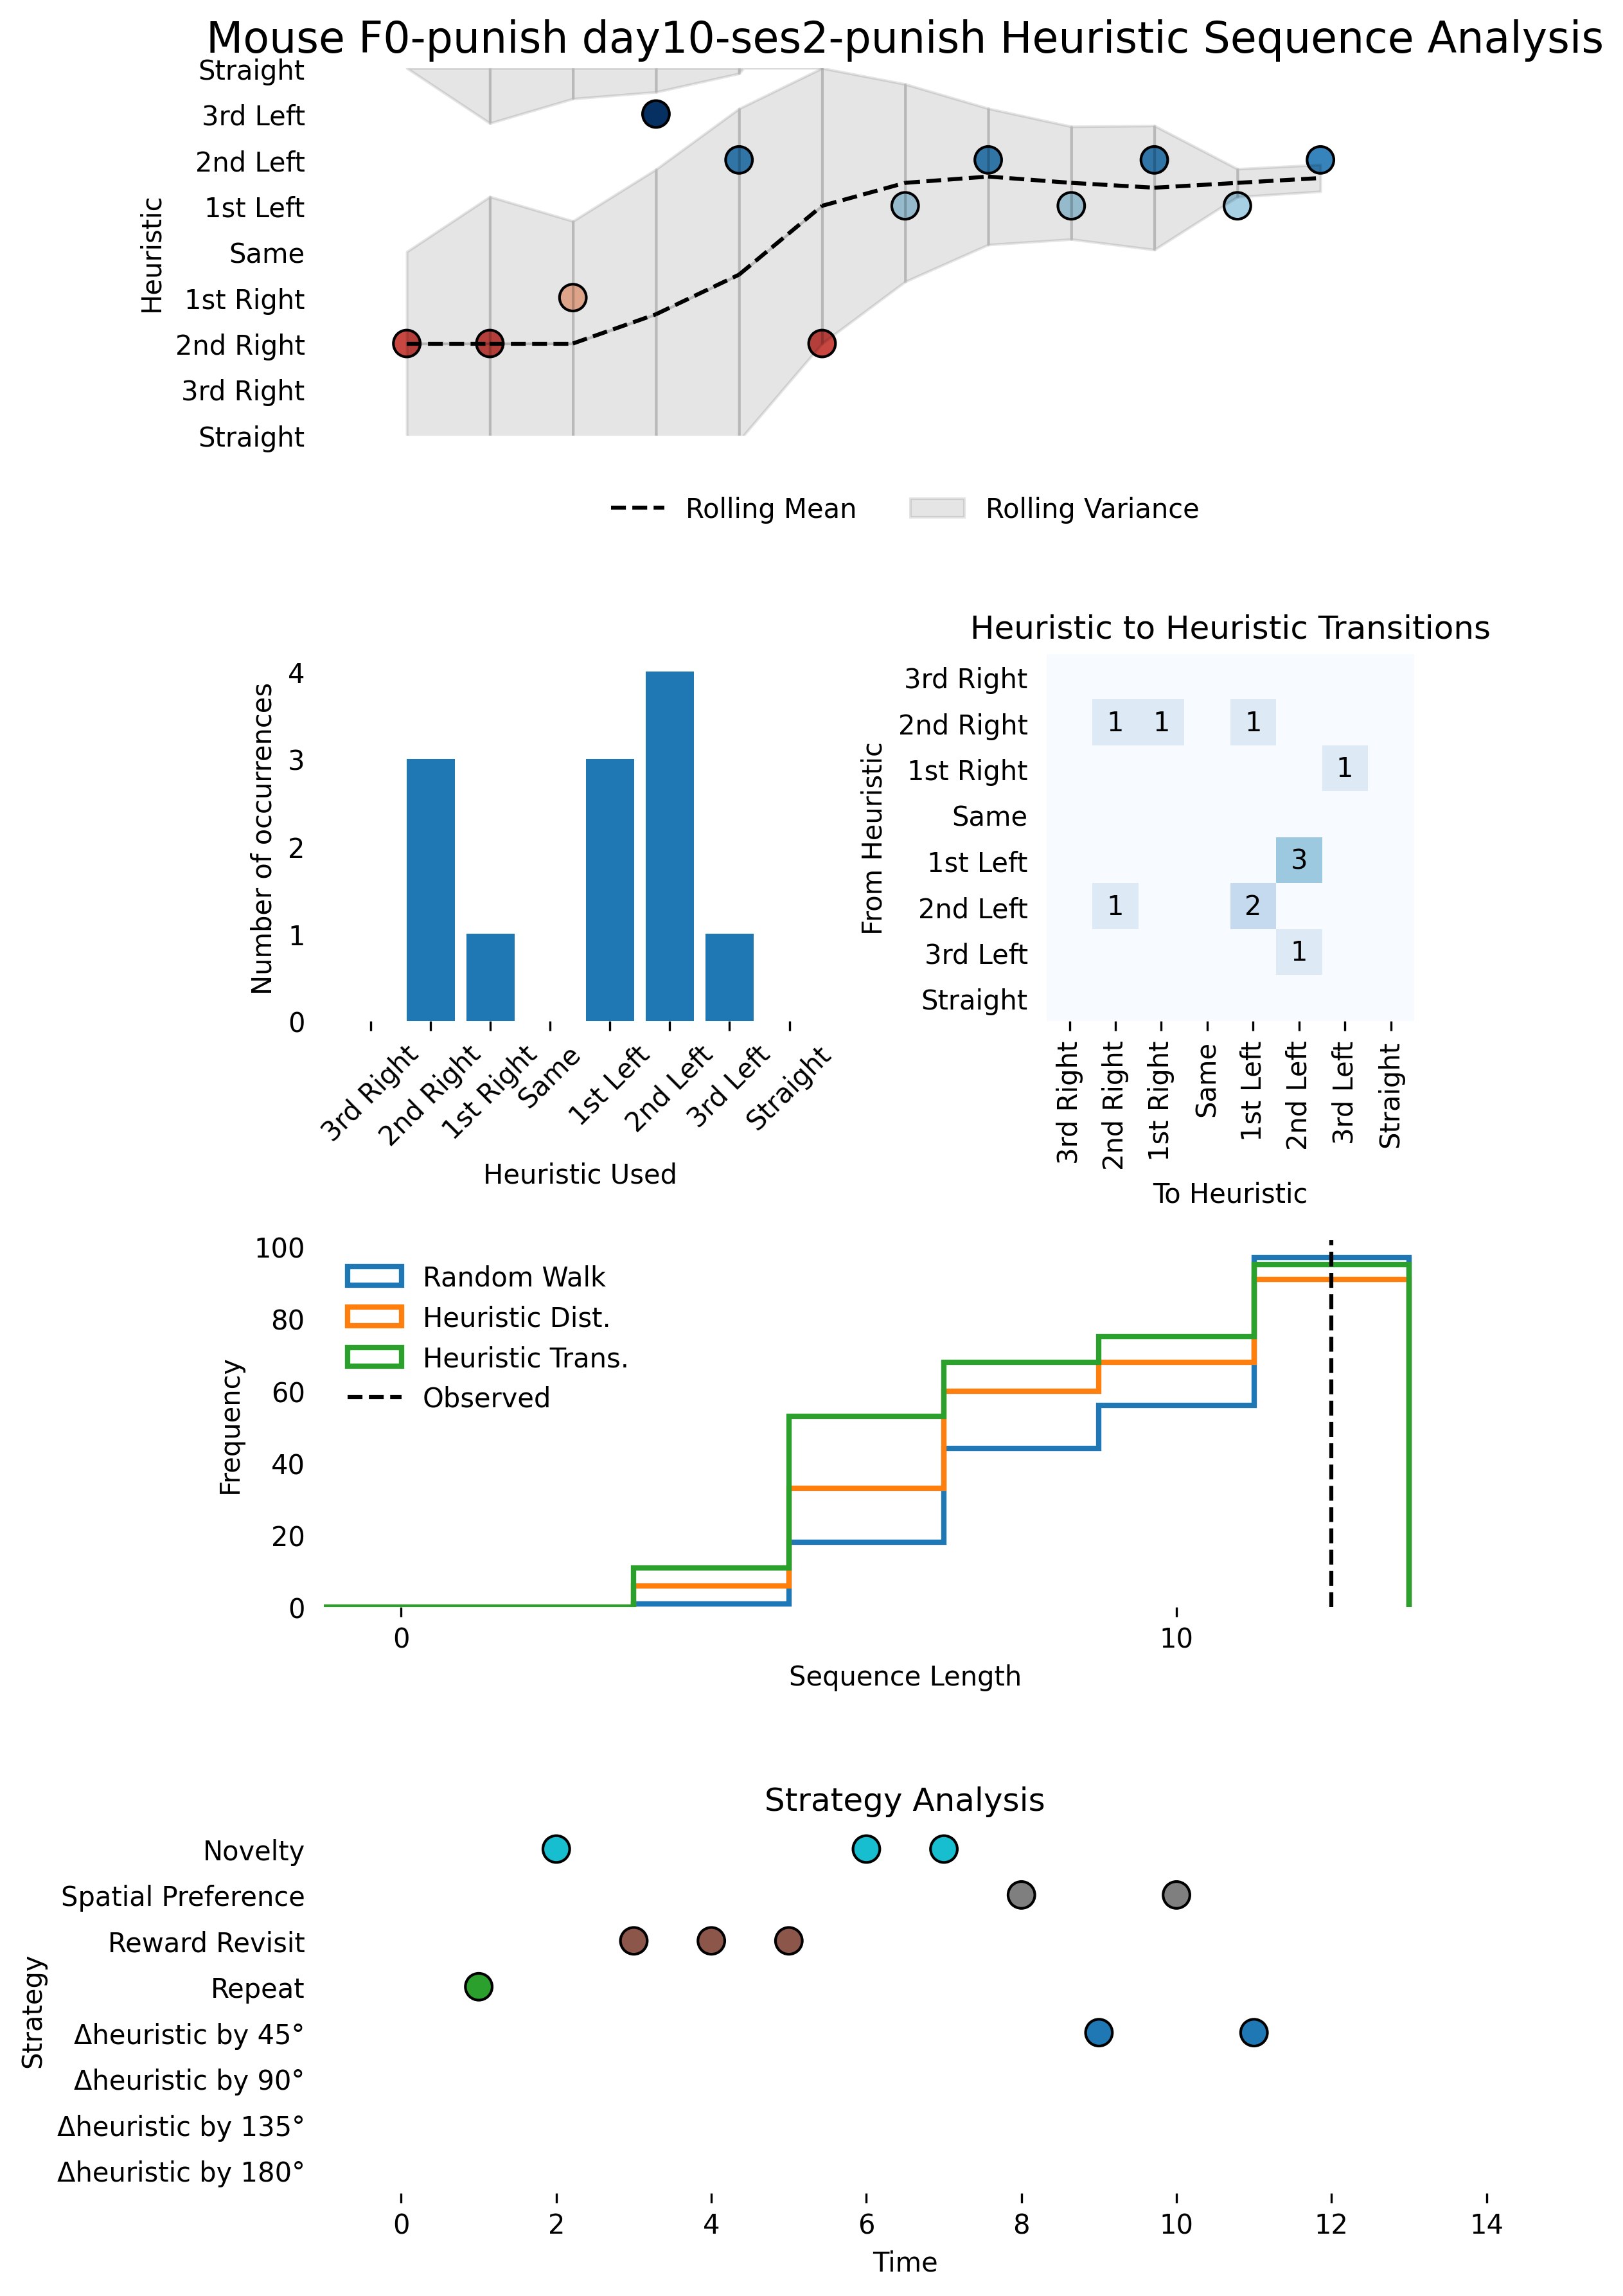 Mouse F0-punish day10-ses2-punish Heuristic Sequence Analysis
Heuristic
Straight
3rd Left
2nd Left
1st Left
Same
1st Right
2nd Right
3rd Right
Straight
Rolling Mean
Rolling Variance
Number of occurrences
4
3
2
1
0
3rd Right
2nd Right
1st Right
Same
1st Left
2nd Left
3rd Left
Straight
Heuristic Used
Heuristic to Heuristic Transitions
From Heuristic
3rd Right
2nd Right
1st Right
Same
1st Left
2nd Left
3rd Left
Straight
1 1 1
1
3
1 2
1
3rd Right
2nd Right
1st Right
Same
1st Left
2nd Left
3rd Left
Straight
To Heuristic
Frequency
100
80
60
40
20
0
Random Walk
Heuristic Dist.
Heuristic Trans.
Observed
0 10
Sequence Length
Strategy Analysis
Strategy
Novelty
Spatial Preference
Reward Revisit
Repeat
Δheuristic by 45°
Δheuristic by 90°
Δheuristic by 135°
Δheuristic by 180°
0 2 4 6 8 10 12 14
Time